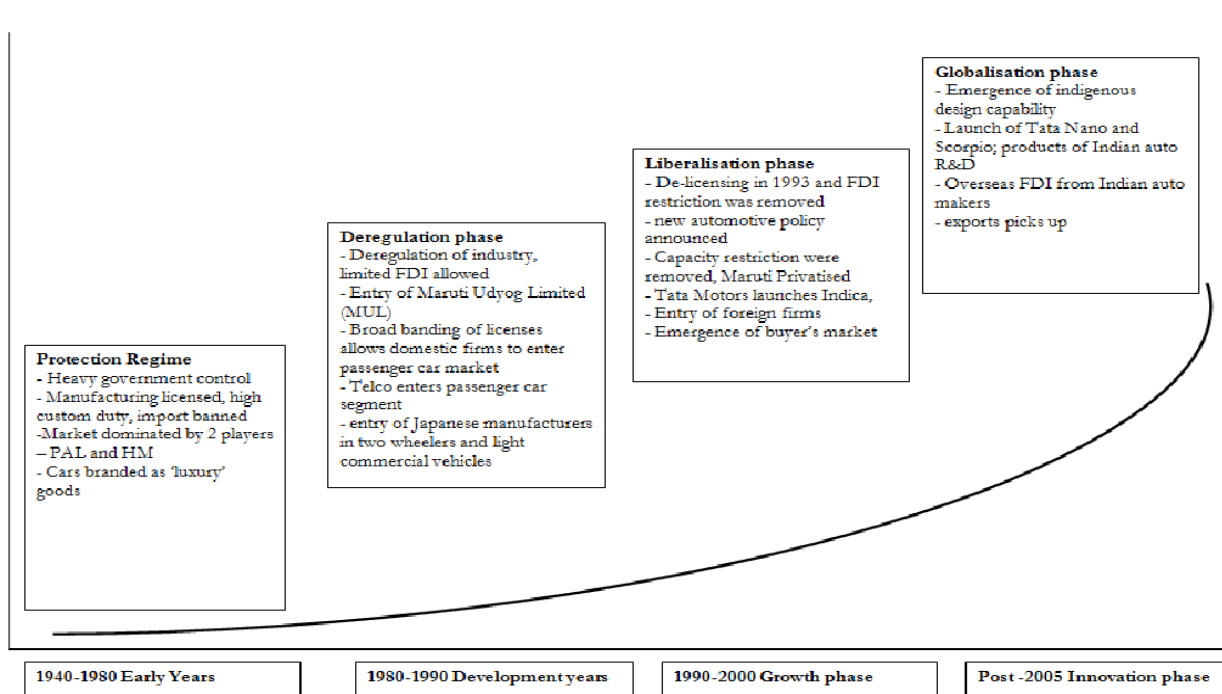 Globalisation phase
- Emergence of indigenous
design capability
- Launch of Tata Nano and
Scorpio; products of Indian auto
R&D
- Overseas FDI from Indian auto
makers
- exports picks up
Liberalisation phase
- De-licensing in 1993 and FDI
restriction was removed
- new automotive policy
announced
- Capacity restriction were
removed, Maruti Privatised
- Tata Motors launches Indica,
- Entry of foreign firms
- Emergence of buyer's market
Deregulation phase
- Deregulation of industry,
limited FDI allowed
- Entry of Maruti Udyog Limited
(MUL)
- Broad banding of licenses
allows domestic firms to enter
passenger car market
- Telco enters passenger car
segment
- entry of Japanese manufacturers
in two wheelers and light
commercial vehicles
Protection Regime
- Heavy government control
- Manufacturing licensed, high
custom duty, import banned
-Market dominated by 2 players
– PAL and HM
- Cars branded as 'luxury'
goods
1940-1980 Early Years
1980-1990 Development years
1990-2000 Growth phase
Post -2005 Innovation phase